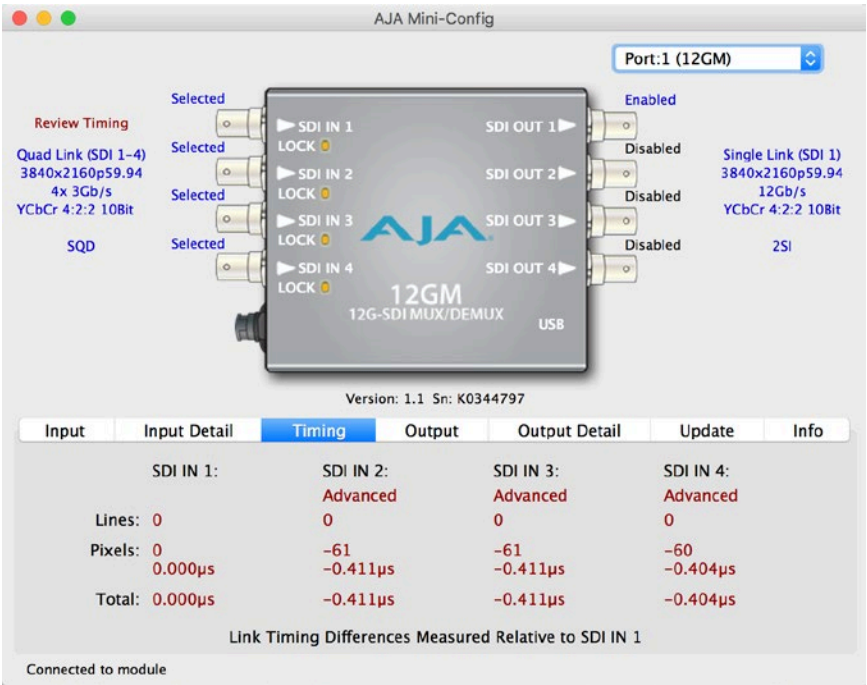 AJA Mini-Config
Port:1 (12GM)
Review Timing
Quad Link (SDI 1-4)
3840x2160p59.94
4x 3Gb/s
YCbCr 4:2:2 10Bit
SQD
Selected
Selected
Selected
Selected
SDI IN 1
LOCK
SDI IN 2
LOCK
SDI IN 3
LOCK
SDI IN 4
LOCK
AJA
12GM
12G-SDI MUX/DEMUX
SDI OUT 1
SDI OUT 2
SDI OUT 3
SDI OUT 4
USB
Enabled
Disabled
Disabled
Disabled
Single Link (SDI 1)
3840x2160p59.94
12Gb/s
YCbCr 4:2:2 10Bit
2SI
Version: 1.1 Sn: K0344797
Input Input Detail Timing Output Output Detail Update Info
SDI IN 1: SDI IN 2: SDI IN 3: SDI IN 4:
Advanced Advanced Advanced
Lines: 0 0 0 0
Pixels: 0 -61 -61 -60
0.000µs -0.411µs -0.411µs -0.404µs
Total: 0.000µs -0.411µs -0.411µs -0.404µs
Link Timing Differences Measured Relative to SDI IN 1
Connected to module